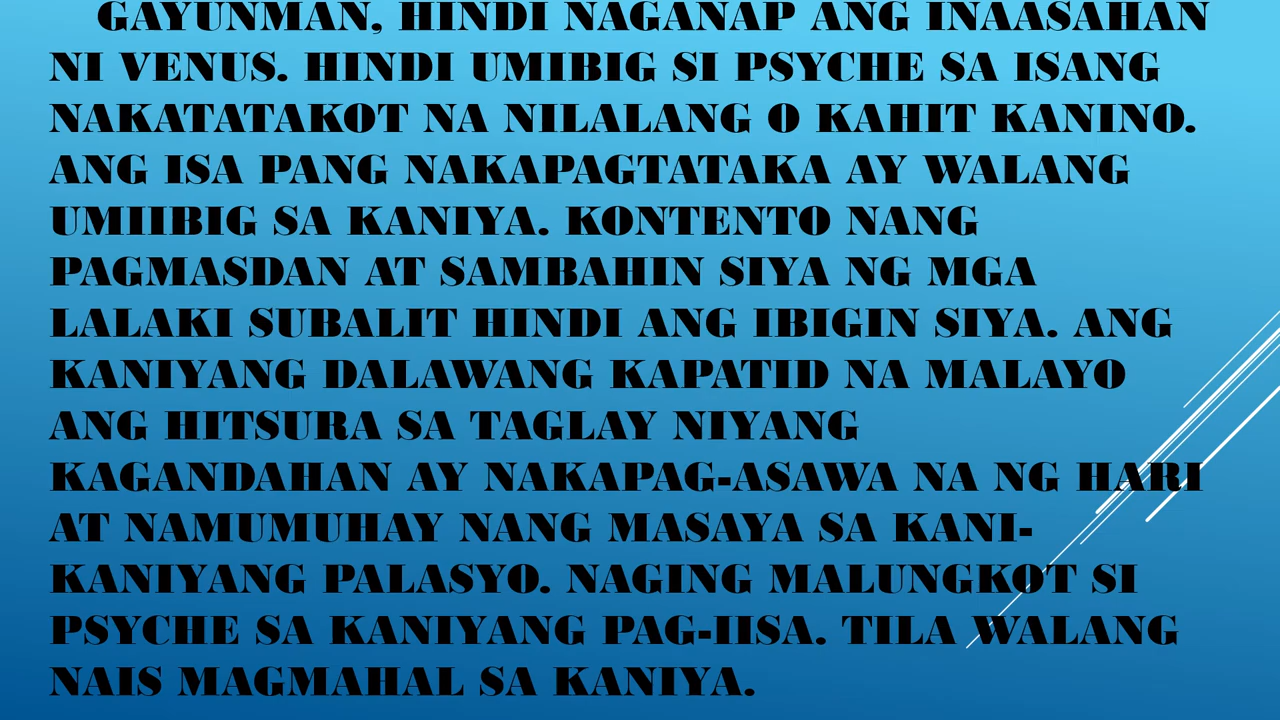 GAYUNMAN, HINDI NAGANAP ANG INAASAHAN
NI VENUS. HINDI UMIBIG SI PSYCHE SA ISANG
NAKATATAKOT NA NILALANG O KAHIT KANINO.
ANG ISA PANG NAKAPAGTATAKA AY WALANG
UMIIBIG SA KANIYA. KONTENTO NANG
PAGMASDAN AT SAMBAHIN SIYA NG MGA
LALAKI SUBALIT HINDI ANG IBIGIN SIYA. ANG
KANIYANG DALAWANG KAPATID NA MALAYO
ANG HITSURA SA TAGLAY NIYANG
KAGANDAHAN AY NAKAPAG-ASAWA NA NG HARI
AT NAMUMUHAY NANG MASAYA SA KANI-
KANIYANG PALASYO. NAGING MALUNGKOT SI
PSYCHE SA KANIYANG PAG-IISA. TILA WALANG
NAIS MAGMAHAL SA KANIYA.